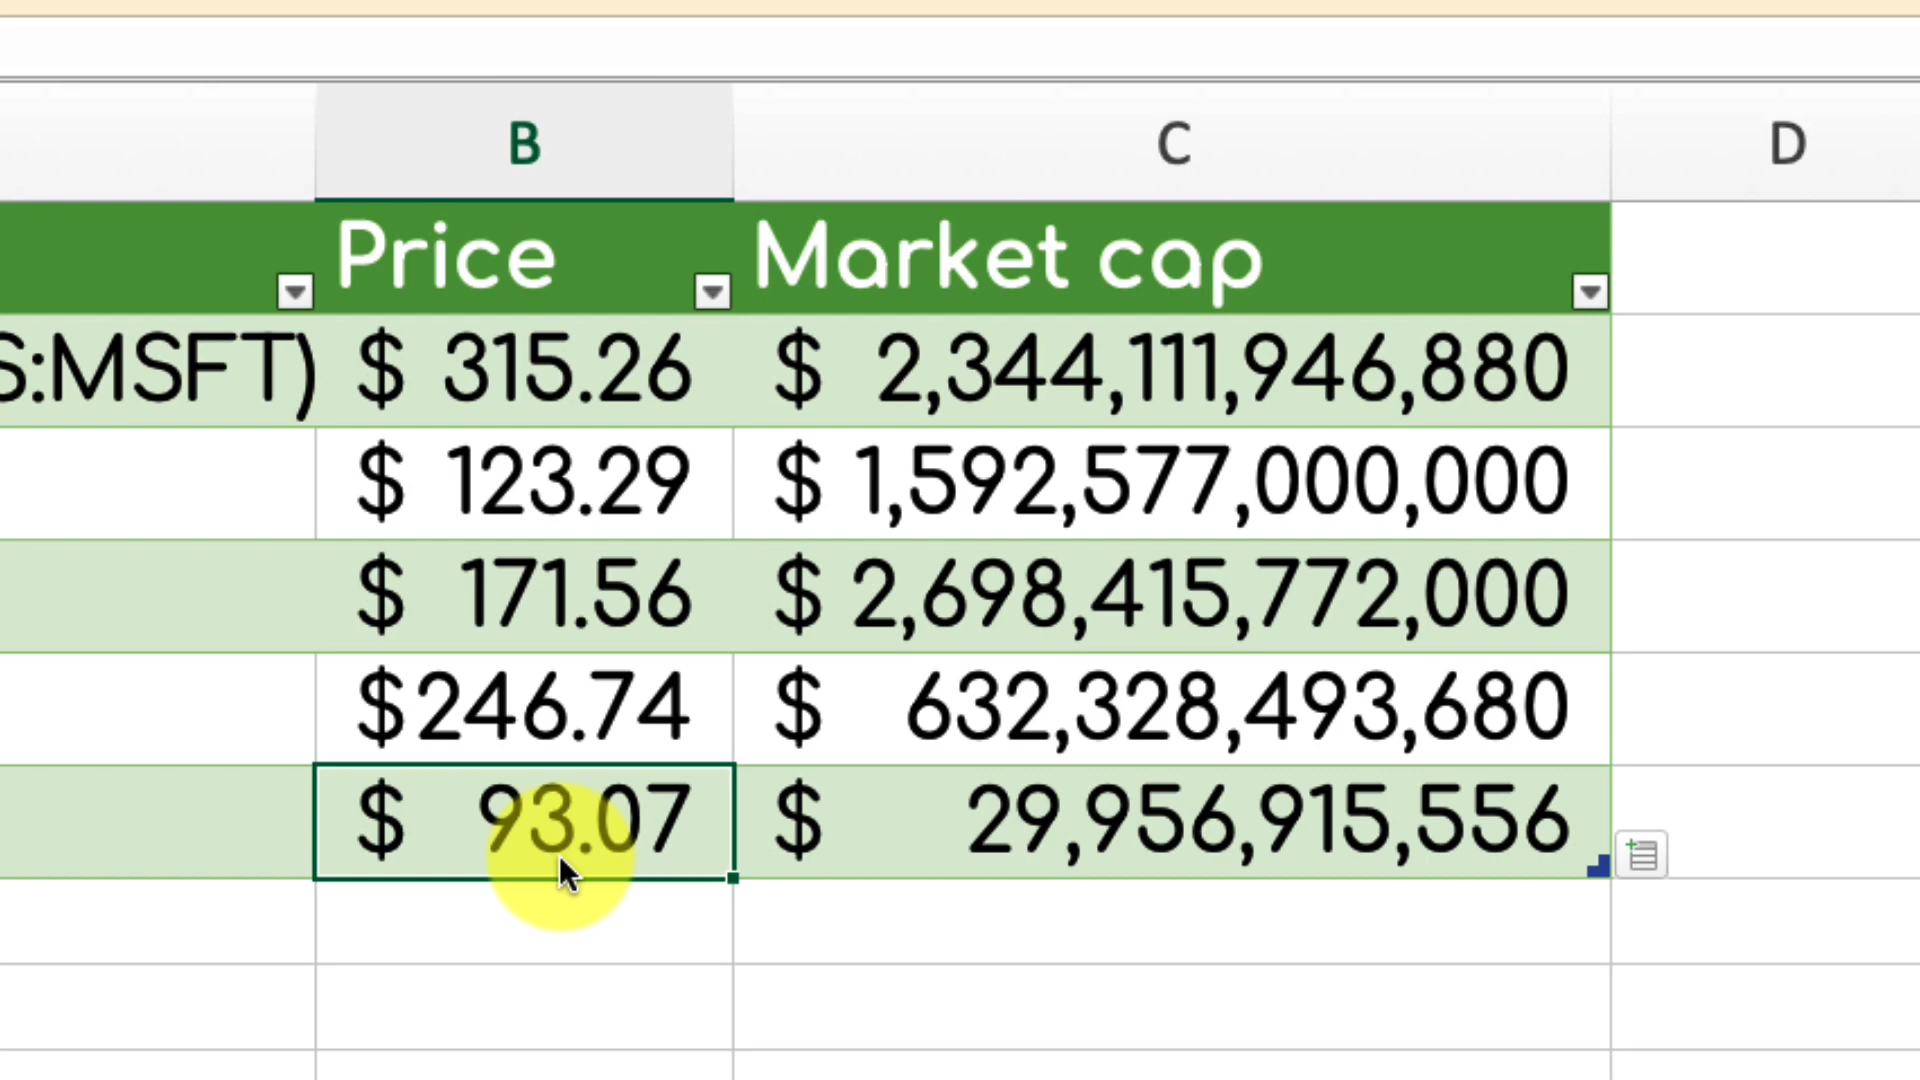 B C D
Price Market cap
S:MSFT) $ 315.26 $ 2,344,111,946,880
$ 123.29 $ 1,592,577,000,000
$ 171.56 $ 2,698,415,772,000
$246.74 $ 632,328,493,680
$ 93.07 $ 29,956,915,556